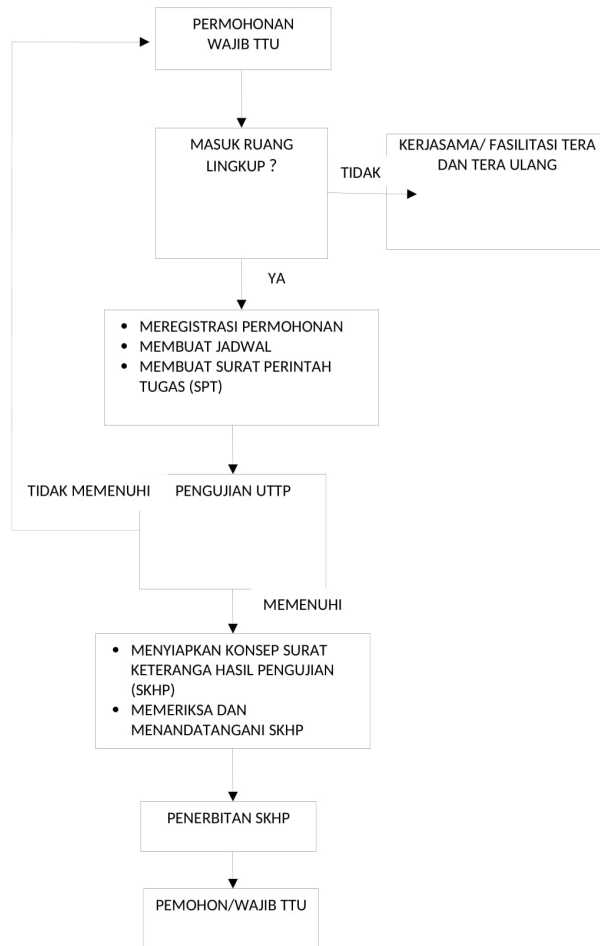 PERMOHONAN
WAJIB TTU
MASUK RUANG
LINGKUP ?
TIDAK
KERJASAMA/ FASILITASI TERA
DAN TERA ULANG
YA
• MEREGISTRASI PERMOHONAN
• MEMBUAT JADWAL
• MEMBUAT SURAT PERINTAH
TUGAS (SPT)
TIDAK MEMENUHI
PENGUJIAN UTTP
MEMENUHI
• MENYIAPKAN KONSEP SURAT
KETERANGA HASIL PENGUJIAN
(SKHP)
• MEMERIKSA DAN
MENANDATANGANI SKHP
PENERBITAN SKHP
PEMOHON/WAJIB TTU